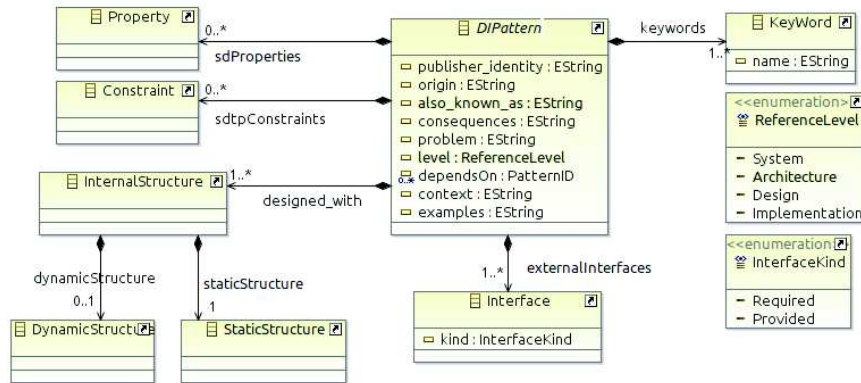 Property
0..*
sdProperties
Constraint
0..*
sdtpConstraints
InternalStructure
1..*
designed_with
dynamicStructure
0..1
staticStructure
1
DynamicStructure
StaticStructure
DIPattern
publisher_identity : EString
origin : EString
also_known_as : EString
consequences : EString
problem : EString
level : ReferenceLevel
0..*
dependsOn : PatternID
context : EString
examples : EString
keywords
1..*
KeyWord
name : EString
externalInterfaces
1..*
Interface
kind : InterfaceKind
<<enumeration>>
ReferenceLevel
System
Architecture
Design
Implementation
<<enumeration>>
InterfaceKind
Required
Provided